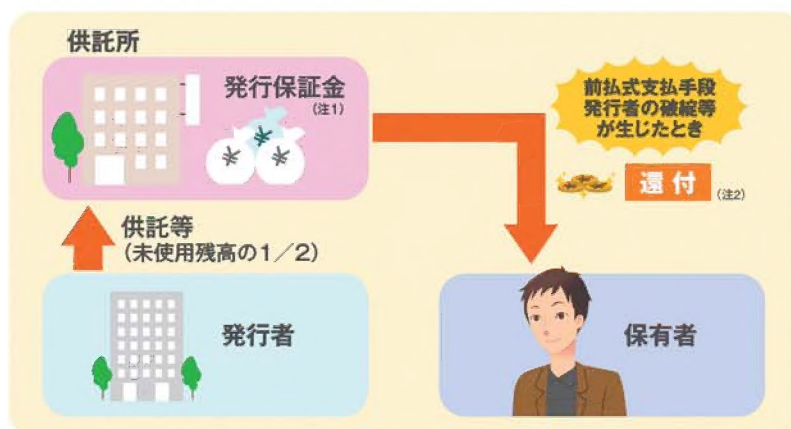 供託所
発行保証金
(注1)
前払式支払手段
発行者の破綻等
が生じたとき
還付
(注2)
供託等
(未使用残高の1／2)
発行者
保有者